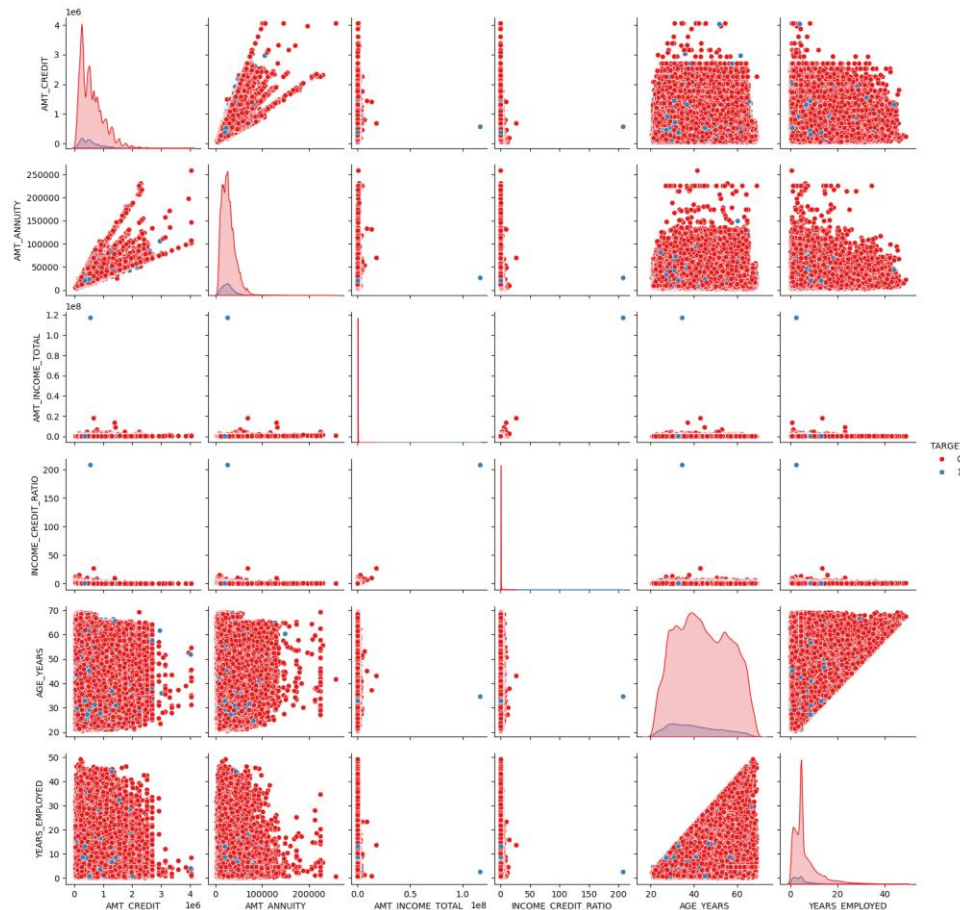 1e6
4
3
2
1
0
AMT_CREDIT
250000
200000
150000
100000
50000
0
AMT_ANNUITY
1e8
1.2
1.0
0.8
0.6
0.4
0.2
0.0
AMT_INCOME_TOTAL
200
150
100
50
0
INCOME_CREDIT_RATIO
TARGET
0
1
70
60
50
40
30
20
AGE_YEARS
50
40
30
20
10
0
YEARS_EMPLOYED
0 1 2 3 4
1e6
AMT_CREDIT
0 100000 200000
AMT_ANNUITY
0.0 0.5 1.0
1e8
AMT_INCOME_TOTAL
0 50 100 150 200
INCOME_CREDIT_RATIO
20 40 60
AGE_YEARS
0 20 40
YEARS_EMPLOYED